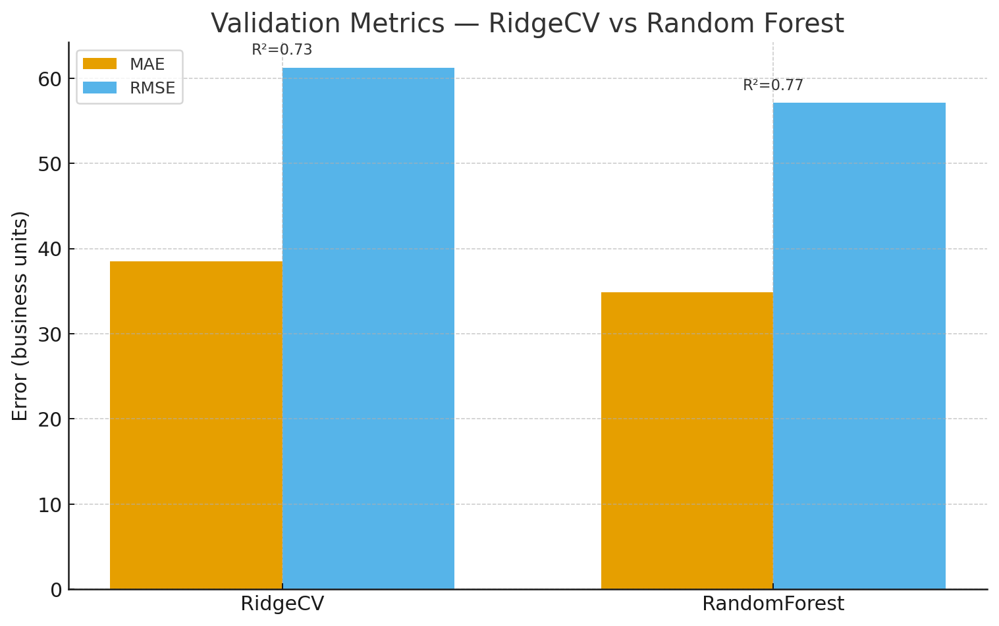 Validation Metrics — RidgeCV vs Random Forest
R²=0.73
MAE
RMSE
R²=0.77
Error (business units)
60
50
40
30
20
10
0
RidgeCV
RandomForest